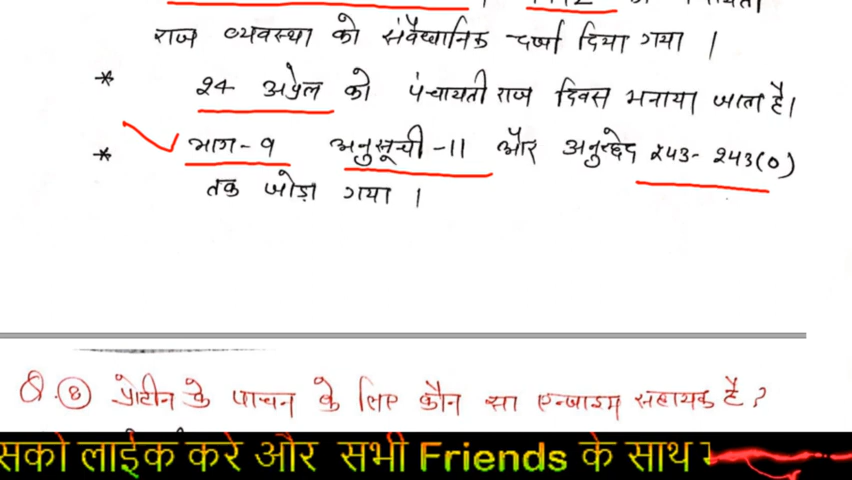 राज व्यवस्था को संवैधानिक दर्जा दिया गया |
* 24 अप्रेल को पंचायती राज दिवस मनाया जाता है।
* भाग-9 अनुसूची-11 और अनुच्छेद 243- 243(0)
तक जोड़ा गया |
Q.8 प्रोटीन के पाचन के लिए कौन सा एन्जाइम सहायक है?
सको लाईक करे और सभी Friends के साथ